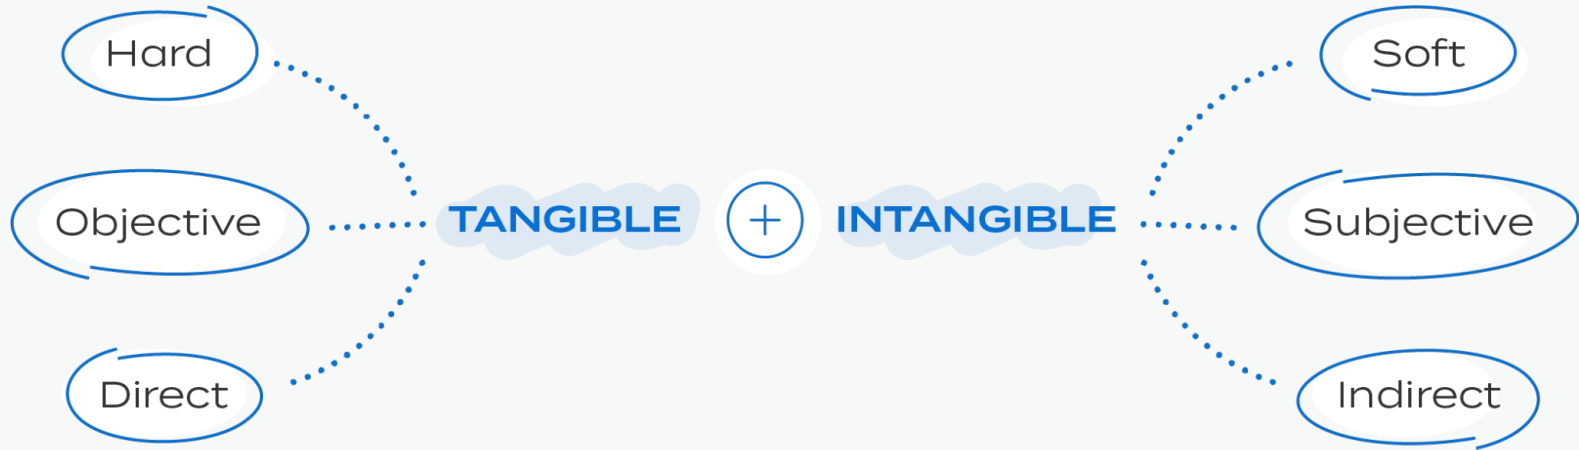 Hard
Soft
Objective
TANGIBLE
+
INTANGIBLE
Subjective
Direct
Indirect